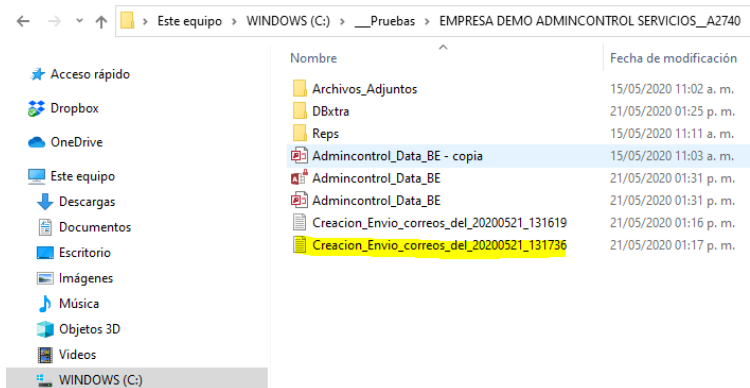 Este equipo > WINDOWS (C:) > __Pruebas > EMPRESA DEMO ADMINCONTROL SERVICIOS__A2740
Nombre Fecha de modificación
Acceso rápido
Dropbox
OneDrive
Este equipo
Descargas
Documentos
Escritorio
Imágenes
Música
Objetos 3D
Videos
WINDOWS (C:)
Archivos_Adjuntos 15/05/2020 11:02 a. m.
DBxtra 21/05/2020 01:25 p. m.
Reps 15/05/2020 11:11 a. m.
Admincontrol_Data_BE - copia 15/05/2020 11:03 a. m.
Admincontrol_Data_BE 21/05/2020 01:31 p. m.
Admincontrol_Data_BE 21/05/2020 01:31 p. m.
Creacion_Envio_correos_del_20200521_131619 21/05/2020 01:16 p. m.
Creacion_Envio_correos_del_20200521_131736 21/05/2020 01:17 p. m.